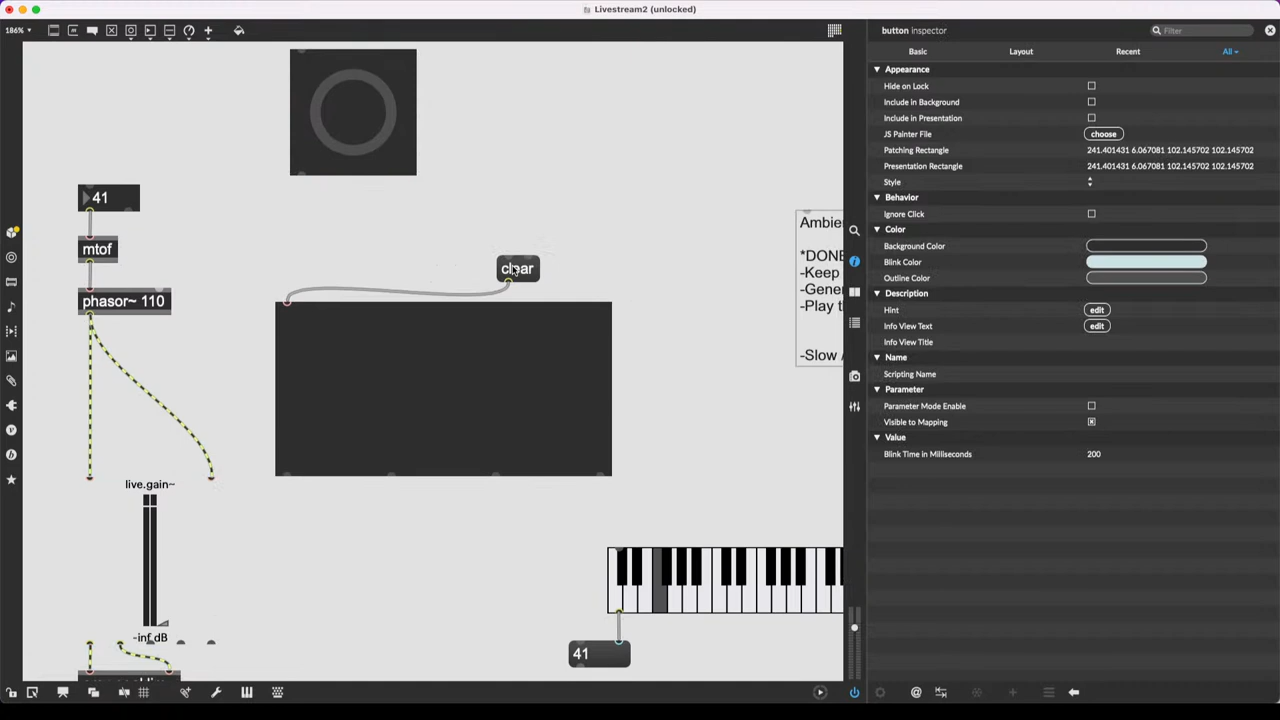 Livestream2 (unlocked)
186%
button inspector
Filter
Basic
Layout
Recent
All
Appearance
Hide on Lock
Include in Background
Include in Presentation
JS Painter File
choose
Patching Rectangle
241.401431 6.067081 102.145702 102.145702
Presentation Rectangle
241.401431 6.067081 102.145702 102.145702
Style
Behavior
Ignore Click
Color
Background Color
Blink Color
Outline Color
Description
Hint
edit
Info View Text
edit
Info View Title
Name
Scripting Name
Parameter
Parameter Mode Enable
Visible to Mapping
Value
Blink Time in Milliseconds
200
41
mtof
phasor~ 110
clear
Ambier
*DONE
-Keep
-Gener
-Play th
-Slow
live.gain~
-inf dB
41